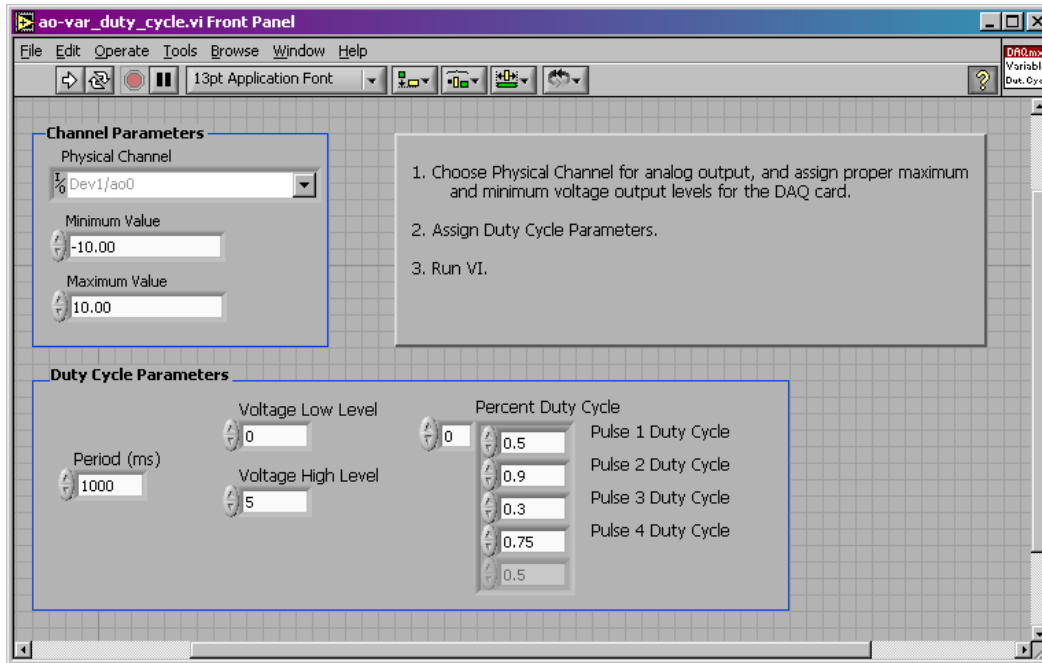 ao-var_duty_cycle.vi Front Panel
File Edit Operate Tools Browse Window Help
13pt Application Font
?
DAQmx
Variabl
Dut.Cyc
Channel Parameters
Physical Channel
I/O Dev1/ao0
Minimum Value
-10.00
Maximum Value
10.00
1. Choose Physical Channel for analog output, and assign proper maximum
and minimum voltage output levels for the DAQ card.
2. Assign Duty Cycle Parameters.
3. Run VI.
Duty Cycle Parameters
Period (ms)
1000
Voltage Low Level
0
Voltage High Level
5
Percent Duty Cycle
0
0.5 Pulse 1 Duty Cycle
0.9 Pulse 2 Duty Cycle
0.3 Pulse 3 Duty Cycle
0.75 Pulse 4 Duty Cycle
0.5